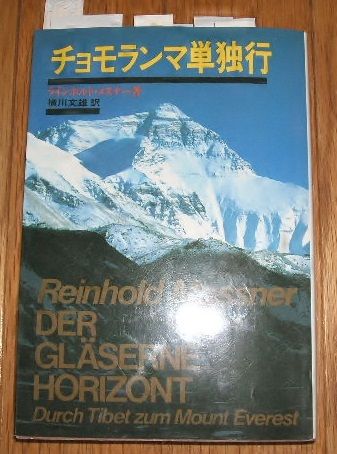 チョモランマ単独行
ラインホルト・メスナー著
横川文雄 訳
Reinhold Messner
DER
GLÄSERNE
HORIZONT
Durch Tibet zum Mount Everest